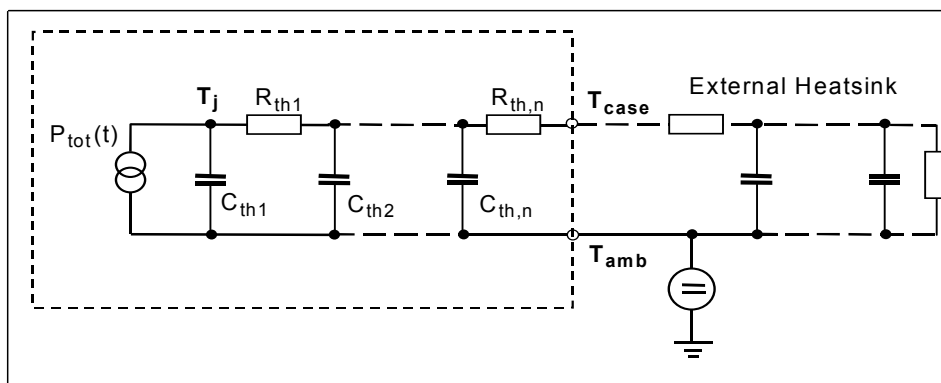 External Heatsink
T_j
R_th1
R_th,n
T_case
P_tot(t)
C_th1
C_th2
C_th,n
T_amb